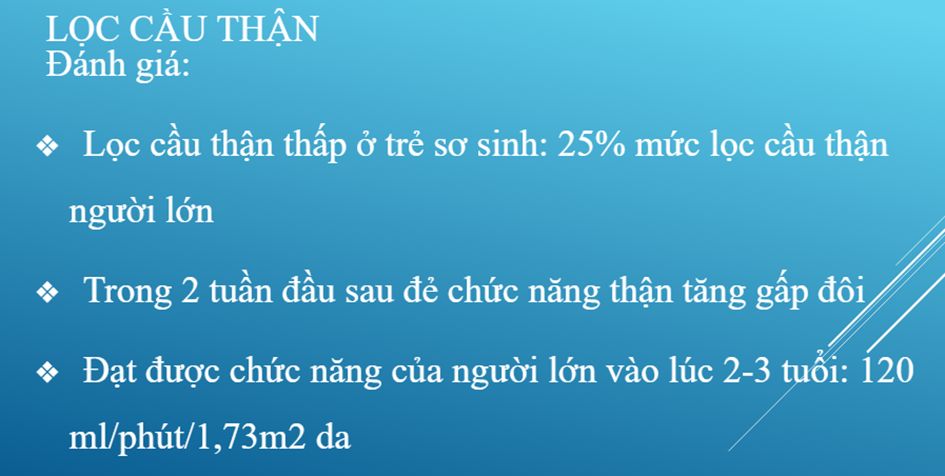 LỌC CẦU THẬN
Đánh giá:
❖ Lọc cầu thận thấp ở trẻ sơ sinh: 25% mức lọc cầu thận
người lớn
❖ Trong 2 tuần đầu sau đẻ chức năng thận tăng gấp đôi
❖ Đạt được chức năng của người lớn vào lúc 2-3 tuổi: 120
ml/phút/1,73m2 da